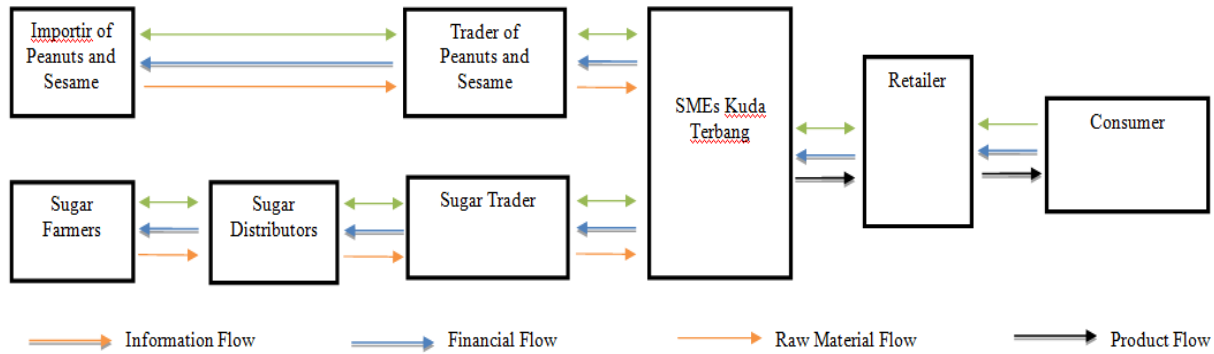 Importir of
Peanuts and
Sesame
Trader of
Peanuts and
Sesame
SMEs Kuda
Terbang
Retailer
Consumer
Sugar
Farmers
Sugar
Distributors
Sugar Trader
Information Flow
Financial Flow
Raw Material Flow
Product Flow